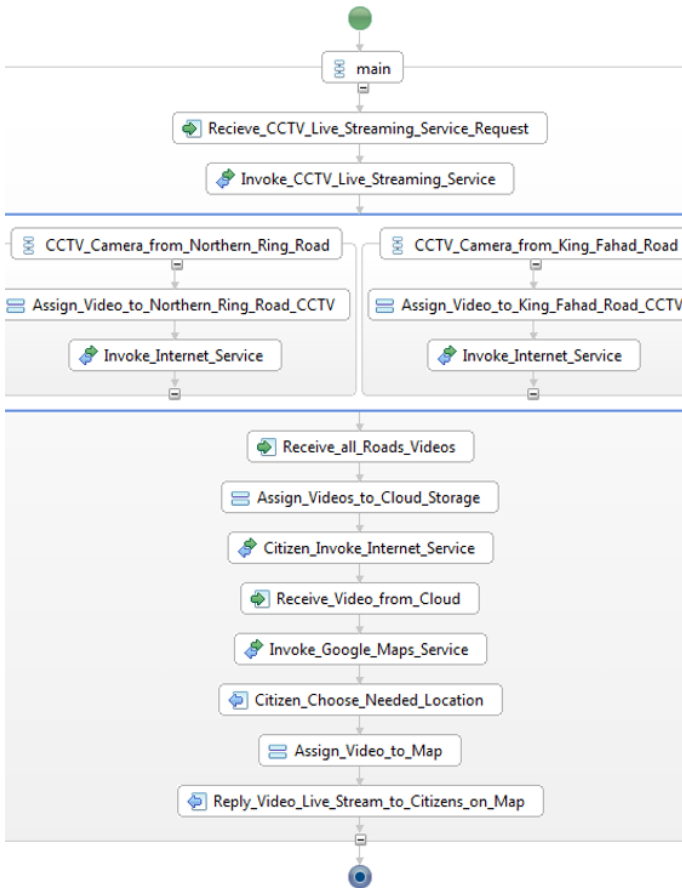 main
Recieve_CCTV_Live_Streaming_Service_Request
Invoke_CCTV_Live_Streaming_Service
CCTV_Camera_from_Northern_Ring_Road
CCTV_Camera_from_King_Fahad_Road
Assign_Video_to_Northern_Ring_Road_CCTV
Assign_Video_to_King_Fahad_Road_CCTV
Invoke_Internet_Service
Invoke_Internet_Service
Receive_all_Roads_Videos
Assign_Videos_to_Cloud_Storage
Citizen_Invoke_Internet_Service
Receive_Video_from_Cloud
Invoke_Google_Maps_Service
Citizen_Choose_Needed_Location
Assign_Video_to_Map
Reply_Video_Live_Stream_to_Citizens_on_Map